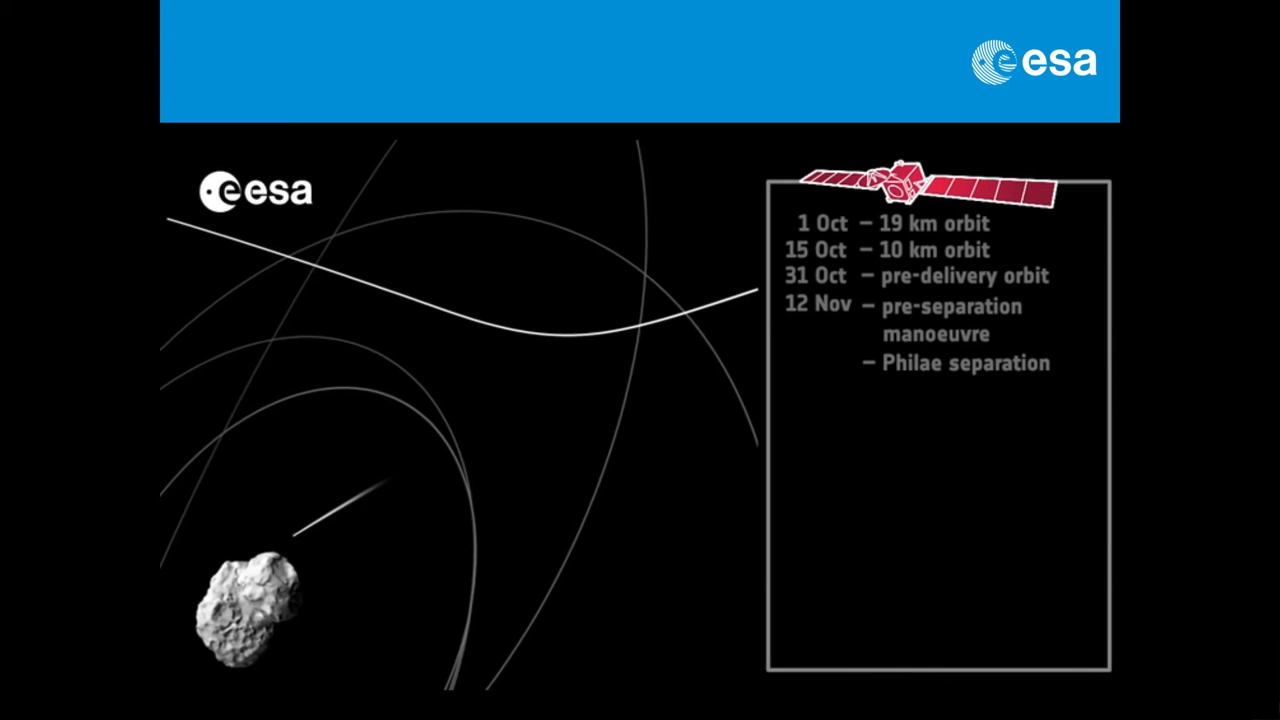 esa
esa
1 Oct – 19 km orbit
15 Oct – 10 km orbit
31 Oct – pre-delivery orbit
12 Nov – pre-separation
manoeuvre
– Philae separation